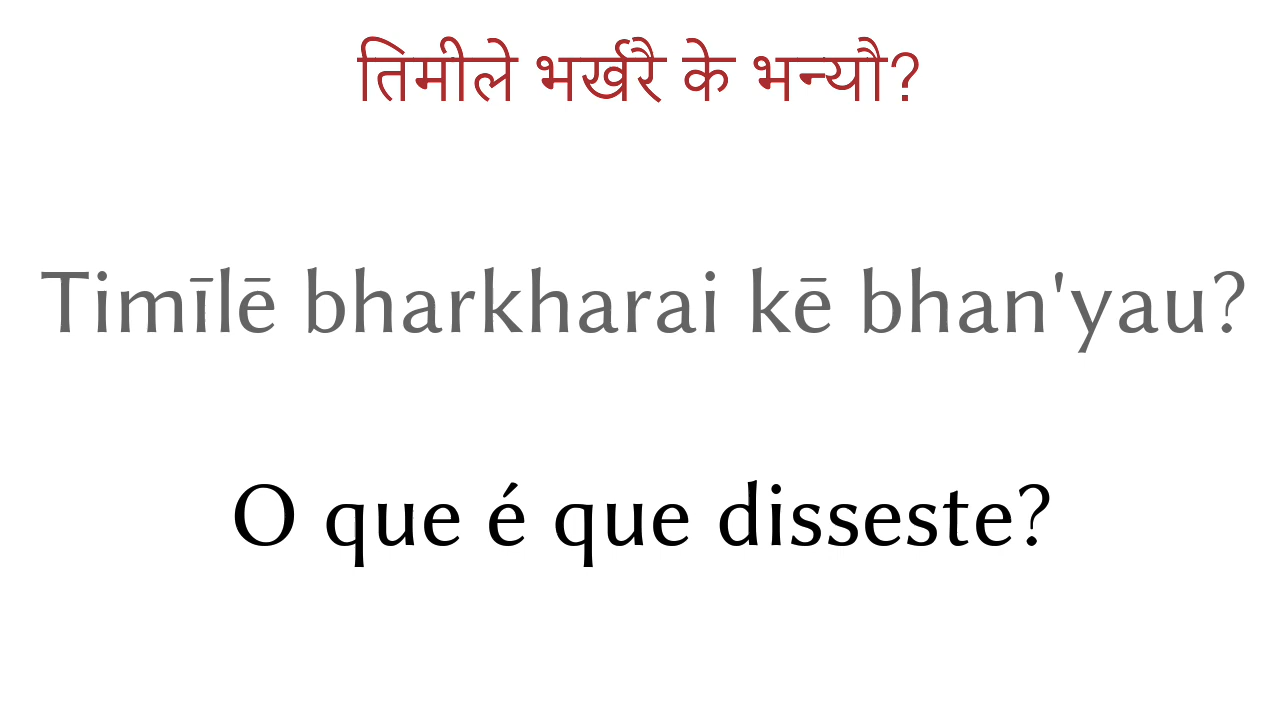 तिमीले भर्खरै के भन्यौ?
Timīlē bharkharai kē bhan'yau?
O que é que disseste?